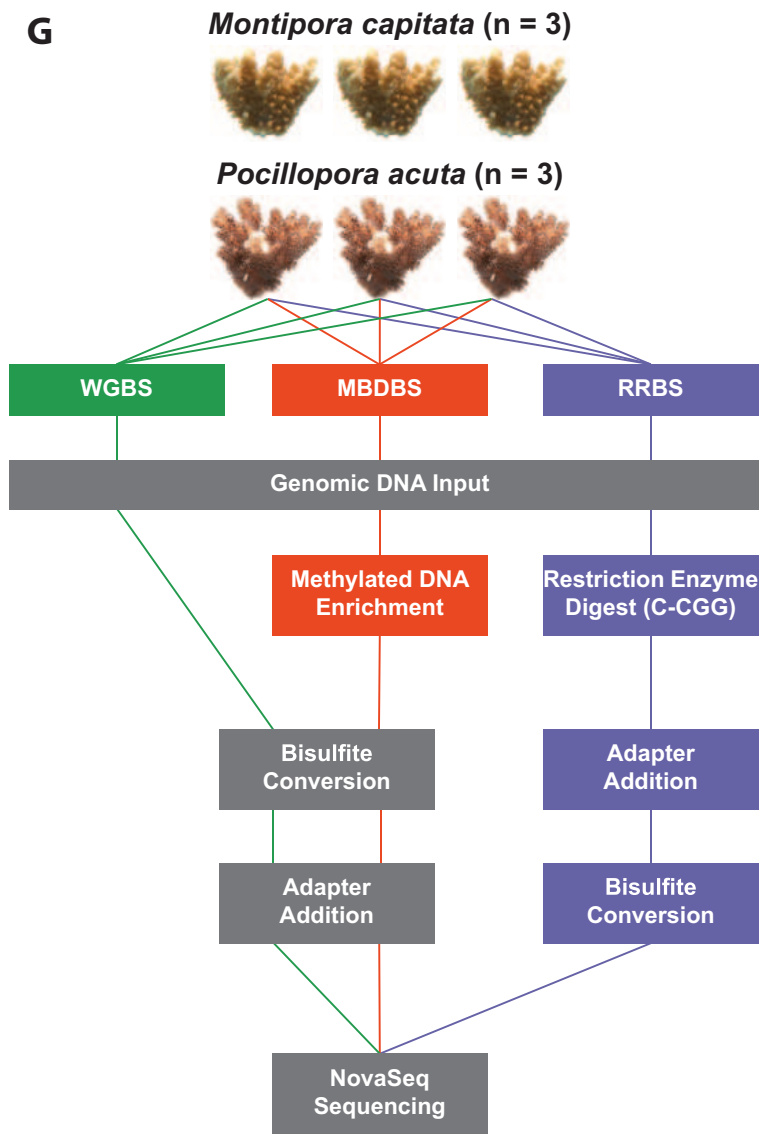 G
Montipora capitata (n = 3)
Pocillopora acuta (n = 3)
WGBS
MBDBS
RRBS
Genomic DNA Input
Methylated DNA
Enrichment
Restriction Enzyme
Digest (C-CGG)
Bisulfite
Conversion
Adapter
Addition
Adapter
Addition
Bisulfite
Conversion
NovaSeq
Sequencing